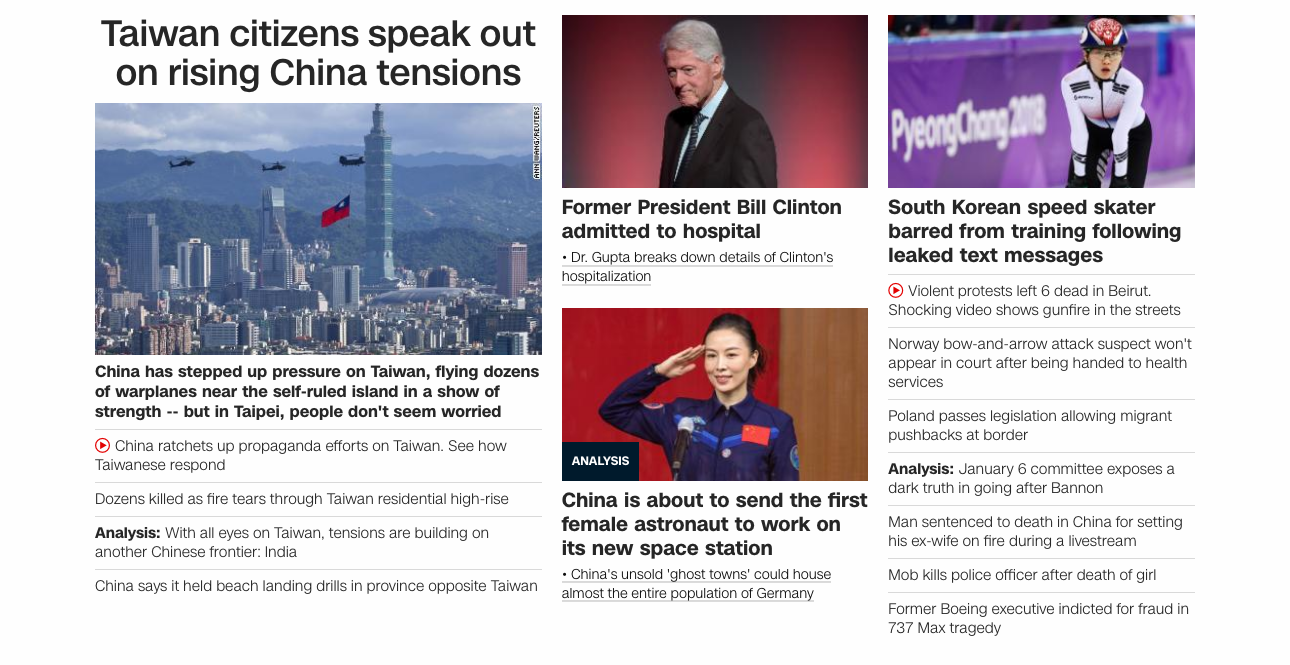 Taiwan citizens speak out
on rising China tensions
ANN WANG/REUTERS
China has stepped up pressure on Taiwan, flying dozens
of warplanes near the self-ruled island in a show of
strength -- but in Taipei, people don't seem worried
China ratchets up propaganda efforts on Taiwan. See how
Taiwanese respond
Dozens killed as fire tears through Taiwan residential high-rise
Analysis: With all eyes on Taiwan, tensions are building on
another Chinese frontier: India
China says it held beach landing drills in province opposite Taiwan
Former President Bill Clinton
admitted to hospital
• Dr. Gupta breaks down details of Clinton's
hospitalization
ANALYSIS
China is about to send the first
female astronaut to work on
its new space station
• China's unsold 'ghost towns' could house
almost the entire population of Germany
PyeongChang 2018
South Korean speed skater
barred from training following
leaked text messages
Violent protests left 6 dead in Beirut.
Shocking video shows gunfire in the streets
Norway bow-and-arrow attack suspect won't
appear in court after being handed to health
services
Poland passes legislation allowing migrant
pushbacks at border
Analysis: January 6 committee exposes a
dark truth in going after Bannon
Man sentenced to death in China for setting
his ex-wife on fire during a livestream
Mob kills police officer after death of girl
Former Boeing executive indicted for fraud in
737 Max tragedy